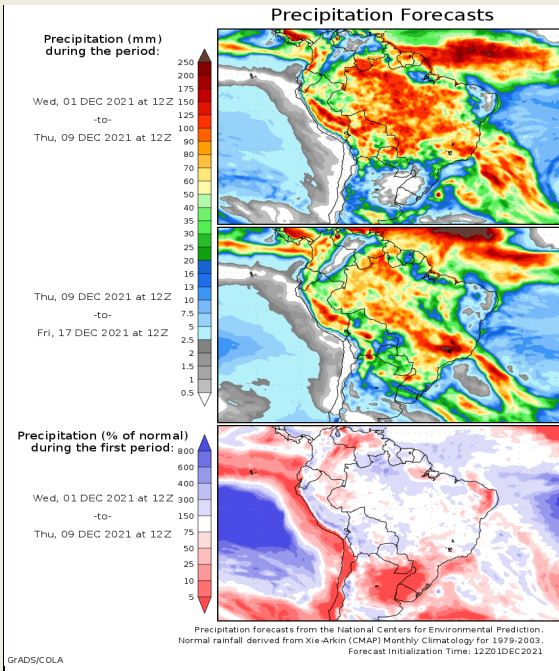 Precipitation Forecasts
Precipitation (mm)
during the period:
Wed, 01 DEC 2021 at 12Z
-to-
Thu, 09 DEC 2021 at 12Z
250
200
175
150
125
100
90
80
70
60
50
40
35
30
25
20
16
13
10
7.5
5
2.5
2
1.5
1
0.5
Thu, 09 DEC 2021 at 12Z
-to-
Fri, 17 DEC 2021 at 12Z
Precipitation (% of normal)
during the first period:
Wed, 01 DEC 2021 at 12Z
-to-
Thu, 09 DEC 2021 at 12Z
800
600
400
300
150
75
50
25
10
5
Precipitation forecasts from the National Centers for Environmental Prediction.
Normal rainfall derived from Xie-Arkin (CMAP) Monthly Climatology for 1979-2003.
Forecast Initialization Time: 12Z01DEC2021
GrADS/COLA